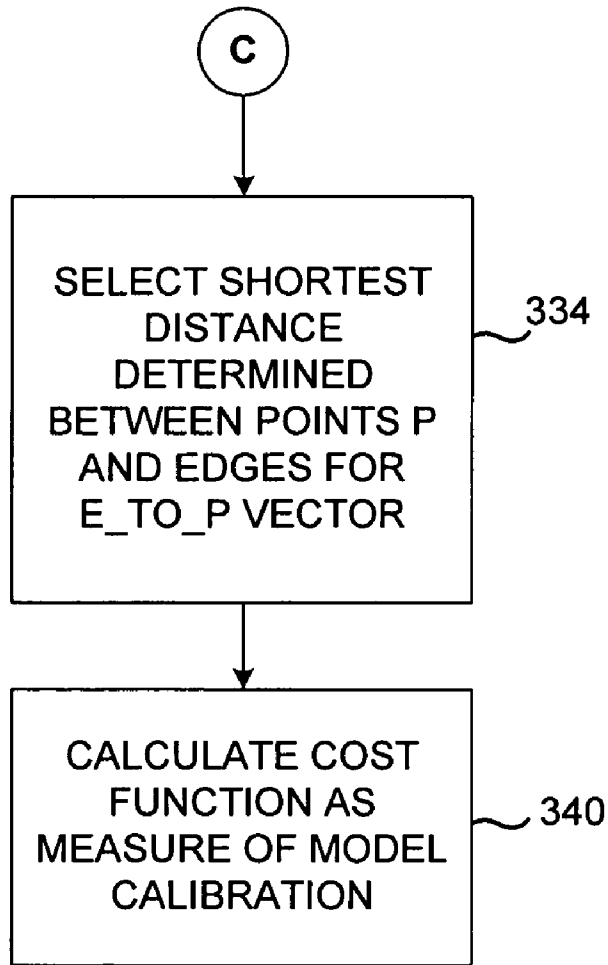 C
SELECT SHORTEST
DISTANCE
DETERMINED
BETWEEN POINTS P
AND EDGES FOR
E_TO_P VECTOR
334
CALCULATE COST
FUNCTION AS
MEASURE OF MODEL
CALIBRATION
340